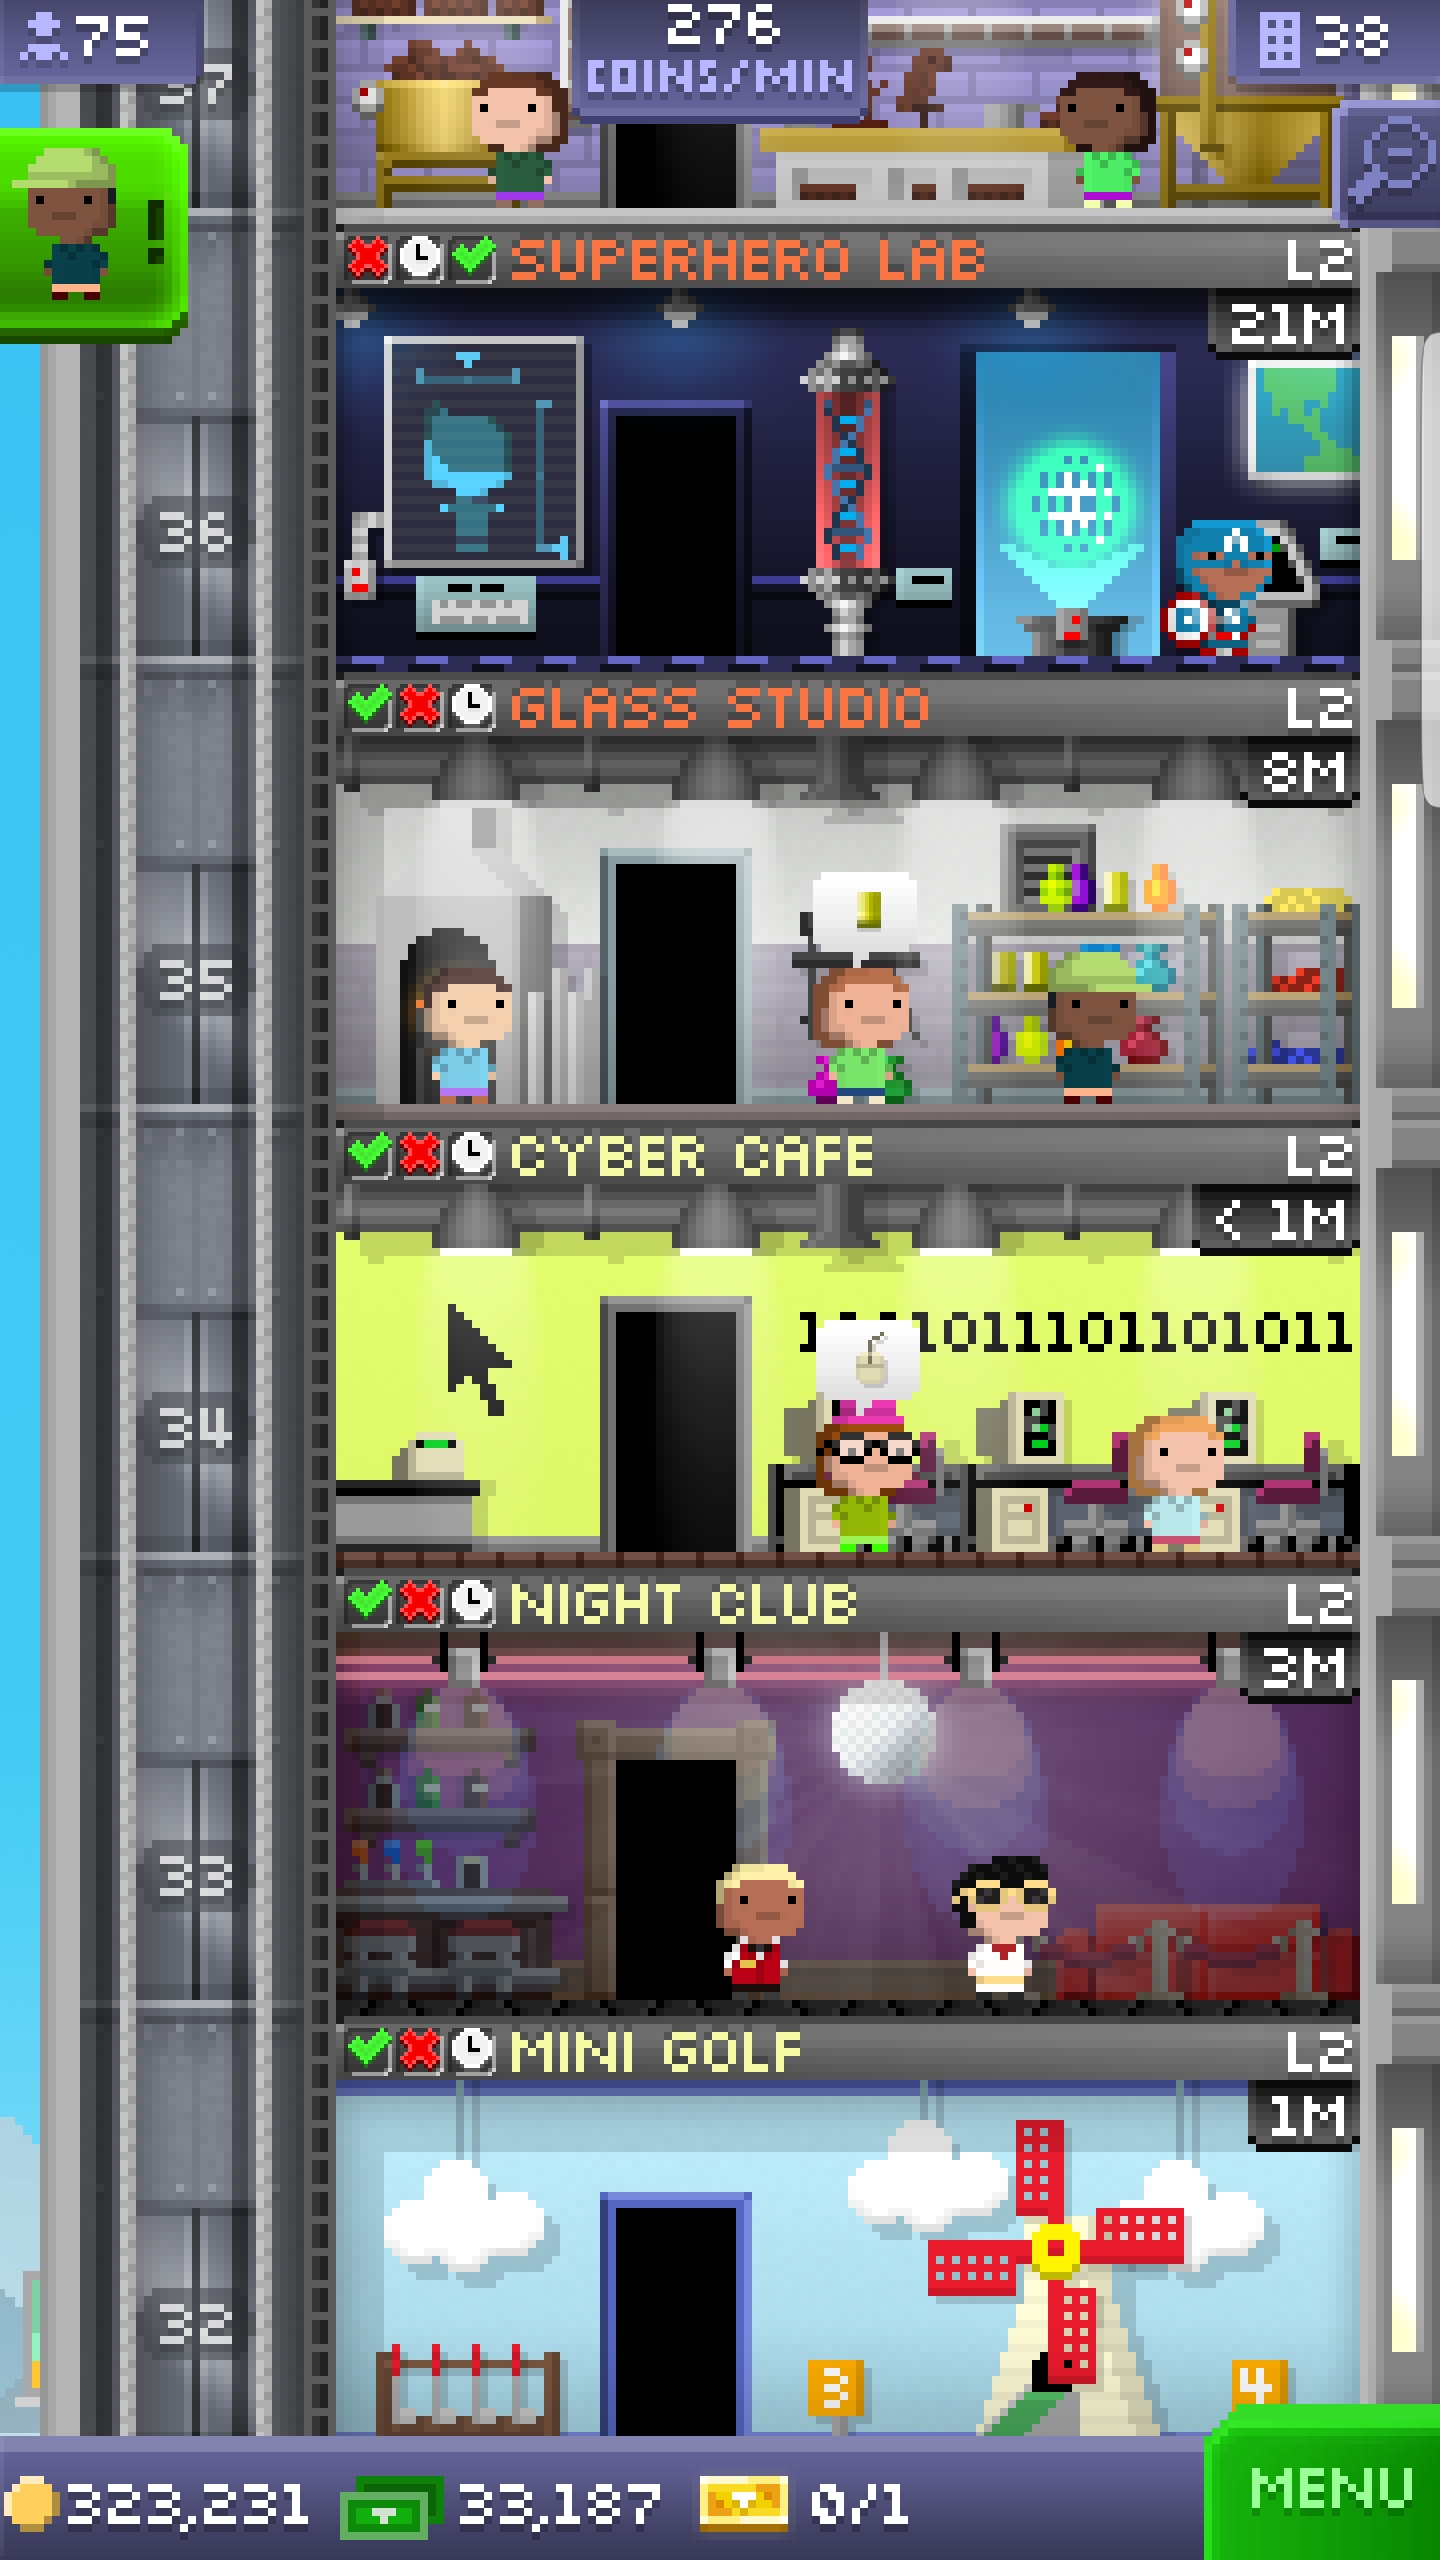 75
276
COINS/MIN
38
37
!
SUPERHERO LAB L2
21M
36
GLASS STUDIO L2
8M
35
CYBER CAFE L2
< 1M
1011101101011
34
NIGHT CLUB L2
3M
33
MINI GOLF L2
1M
32
3
4
323,231 33,187 0/1
MENU